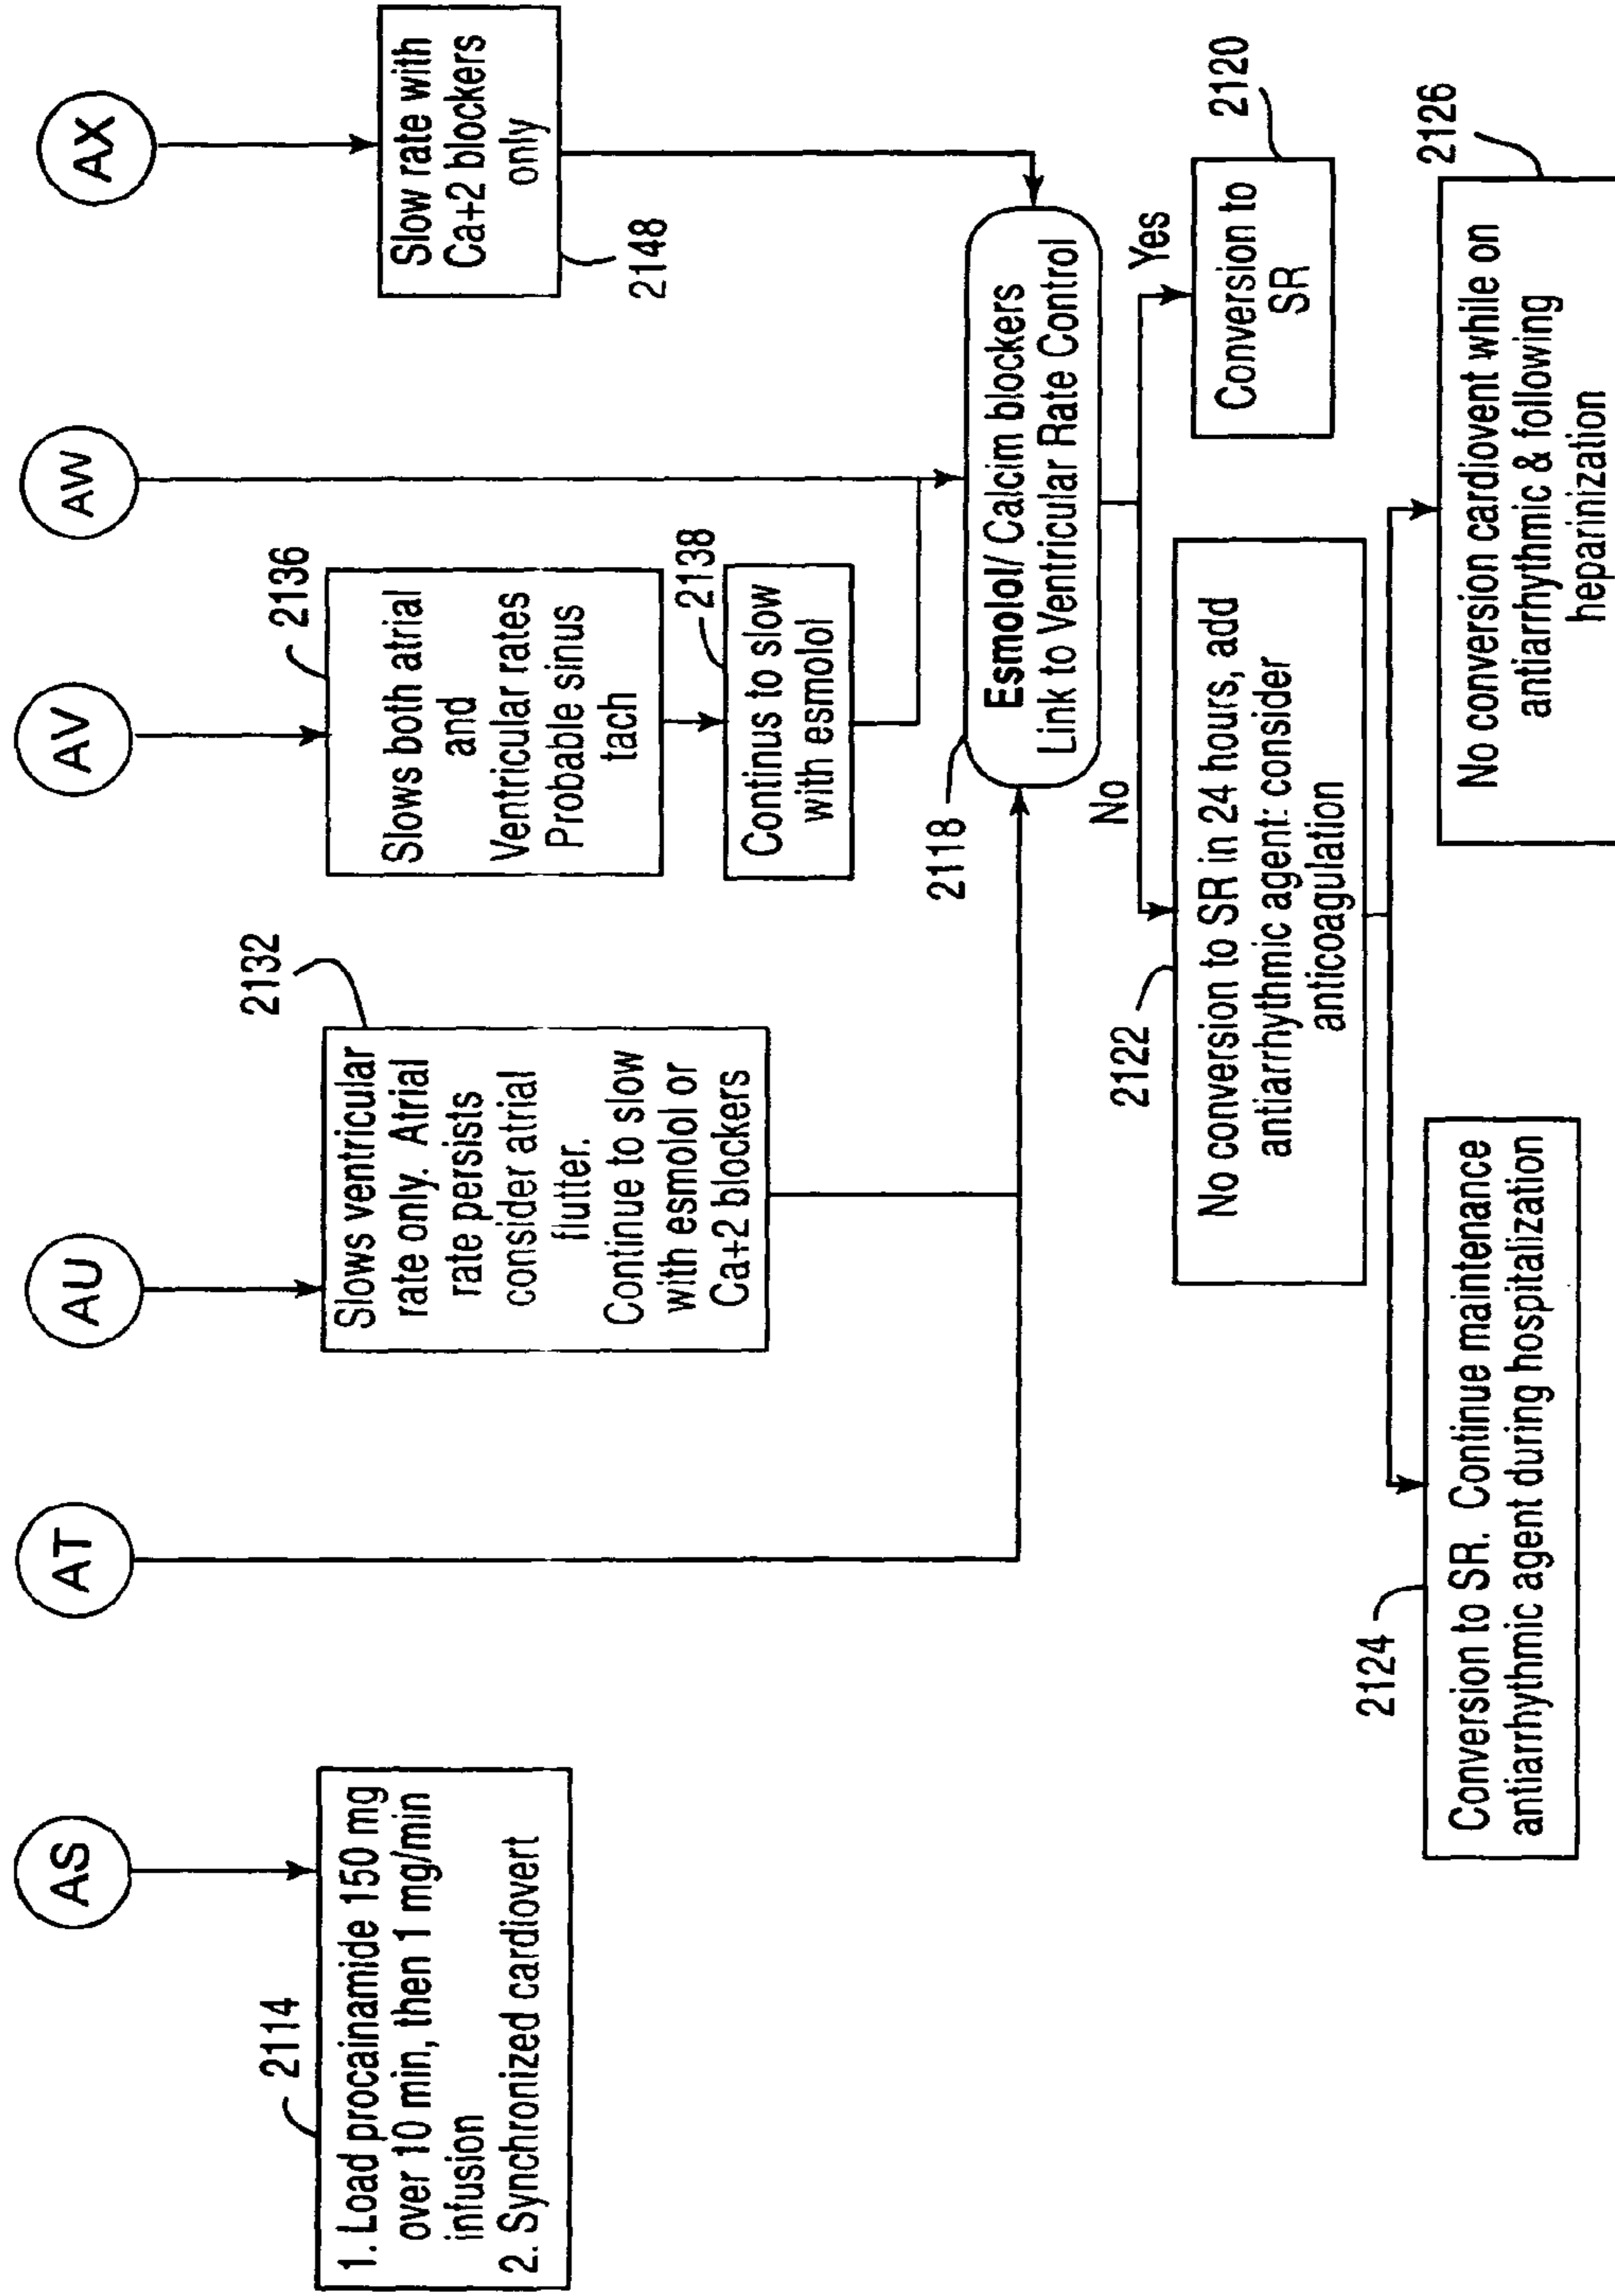 AS
AT
AU
AV
AW
AX
2114
1. Load procainamide 150 mg
over 10 min, then 1 mg/min
infusion
2. Synchronized cardiovert
2132
Slows ventricular
rate only. Atrial
rate persists
consider atrial
flutter.
Continue to slow
with esmolol or
Ca+2 blockers
2136
Slows both atrial
and
Ventricular rates
Probable sinus
tach
2138
Continus to slow
with esmolol
Slow rate with
Ca+2 blockers
only
2148
2118
Esmolol/ Calcim blockers
Link to Ventricular Rate Control
No
Yes
2122
No conversion to SR in 24 hours, add
antiarrhythmic agent: consider
anticoagulation
Conversion to
SR
2120
2124
Conversion to SR. Continue maintenance
antiarrhythmic agent during hospitalization
2126
No conversion cardiovent while on
antiarrhythmic & following
heparinization